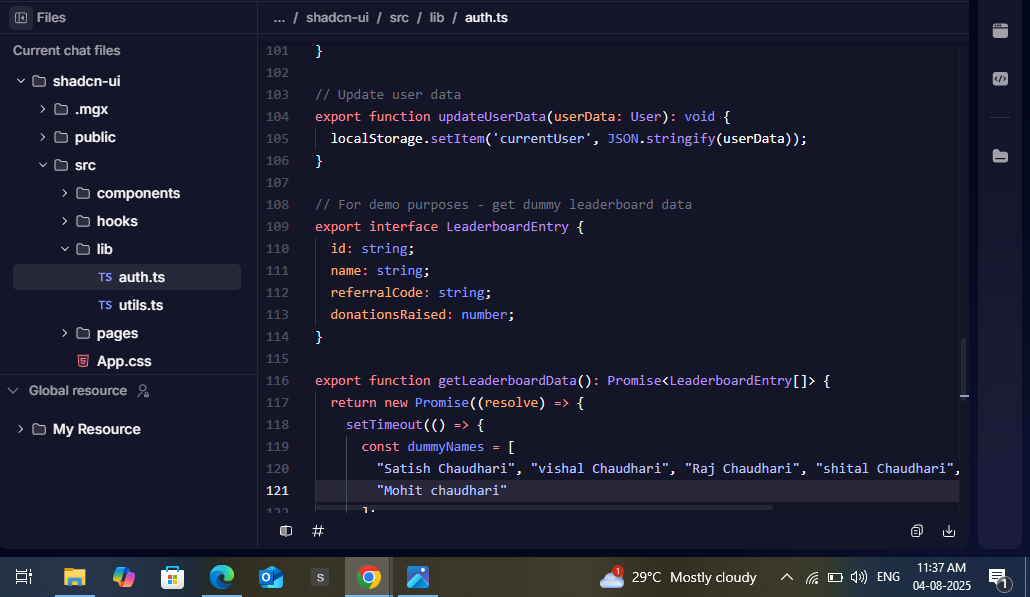 Files
Current chat files
shadcn-ui
.mgx
public
src
components
hooks
lib
TS auth.ts
TS utils.ts
pages
App.css
Global resource
My Resource
... / shadcn-ui / src / lib / auth.ts
101 }
102
103 // Update user data
104 export function updateUserData(userData: User): void {
105 localStorage.setItem('currentUser', JSON.stringify(userData));
106 }
107
108 // For demo purposes - get dummy leaderboard data
109 export interface LeaderboardEntry {
110 id: string;
111 name: string;
112 referralCode: string;
113 donationsRaised: number;
114 }
115
116 export function getLeaderboardData(): Promise<LeaderboardEntry[]> {
117 return new Promise((resolve) => {
118 setTimeout(() => {
119 const dummyNames = [
120 "Satish Chaudhari", "vishal Chaudhari", "Raj Chaudhari", "shital Chaudhari",
121 "Mohit chaudhari"
122 ];
#
S
1
29°C Mostly cloudy
ENG
11:37 AM
04-08-2025
1